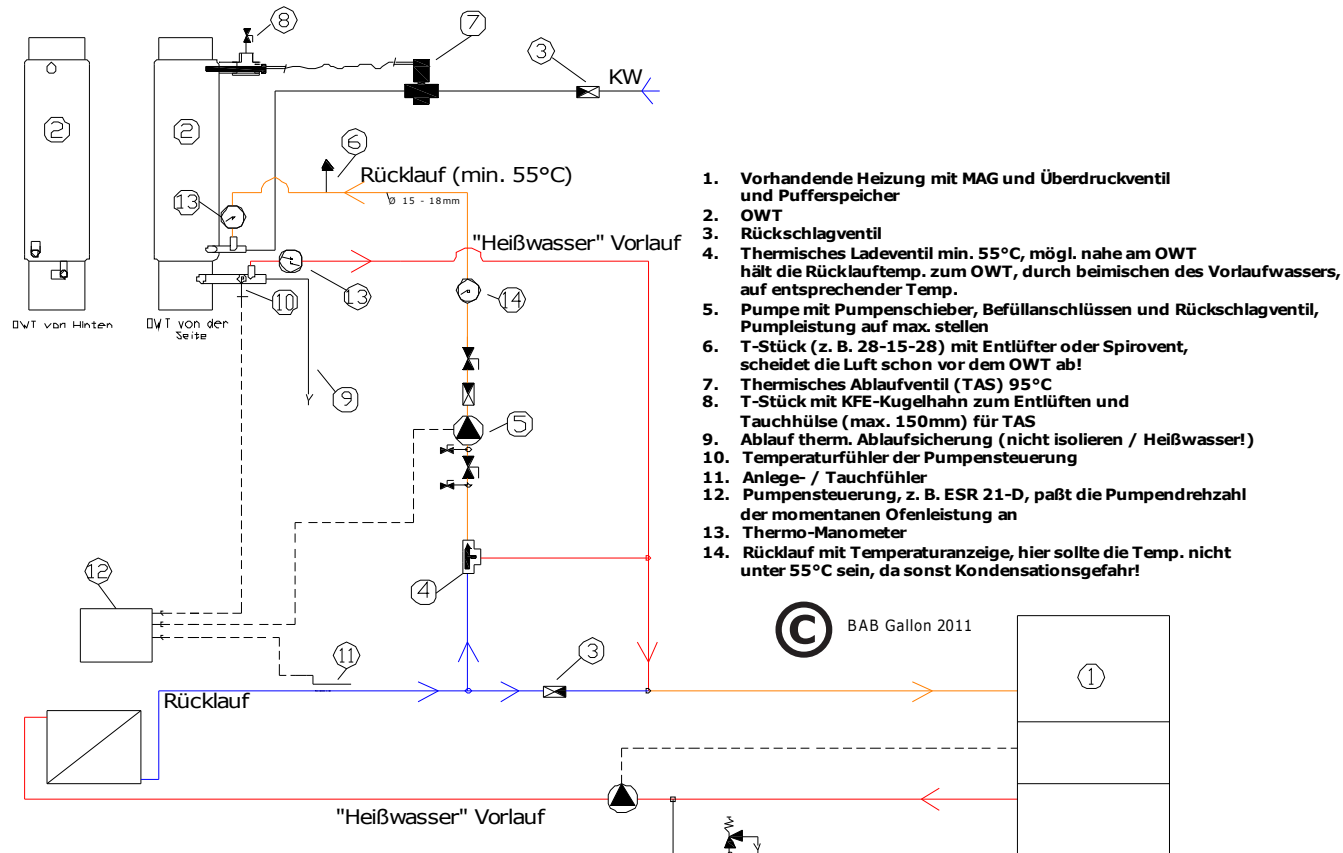 8
7
3
KW
2
2
6
Rücklauf (min. 55°C)
Ø 15 - 18mm
13
"Heißwasser" Vorlauf
10
13
14
OWT von Hinten
OWT von der
Seite
9
5
12
4
11
3
Rücklauf
"Heißwasser" Vorlauf
1
1. Vorhandende Heizung mit MAG und Überdruckventil
und Pufferspeicher
2. OWT
3. Rückschlagventil
4. Thermisches Ladeventil min. 55°C, mögl. nahe am OWT
hält die Rücklauftemp. zum OWT, durch beimischen des Vorlaufwassers,
auf entsprechender Temp.
5. Pumpe mit Pumpenschieber, Befüllanschlüssen und Rückschlagventil,
Pumpleistung auf max. stellen
6. T-Stück (z. B. 28-15-28) mit Entlüfter oder Spirovent,
scheidet die Luft schon vor dem OWT ab!
7. Thermisches Ablaufventil (TAS) 95°C
8. T-Stück mit KFE-Kugelhahn zum Entlüften und
Tauchhülse (max. 150mm) für TAS
9. Ablauf therm. Ablaufsicherung (nicht isolieren / Heißwasser!)
10. Temperaturfühler der Pumpensteuerung
11. Anlege- / Tauchfühler
12. Pumpensteuerung, z. B. ESR 21-D, paßt die Pumpendrehzahl
der momentanen Ofenleistung an
13. Thermo-Manometer
14. Rücklauf mit Temperaturanzeige, hier sollte die Temp. nicht
unter 55°C sein, da sonst Kondensationsgefahr!
© BAB Gallon 2011